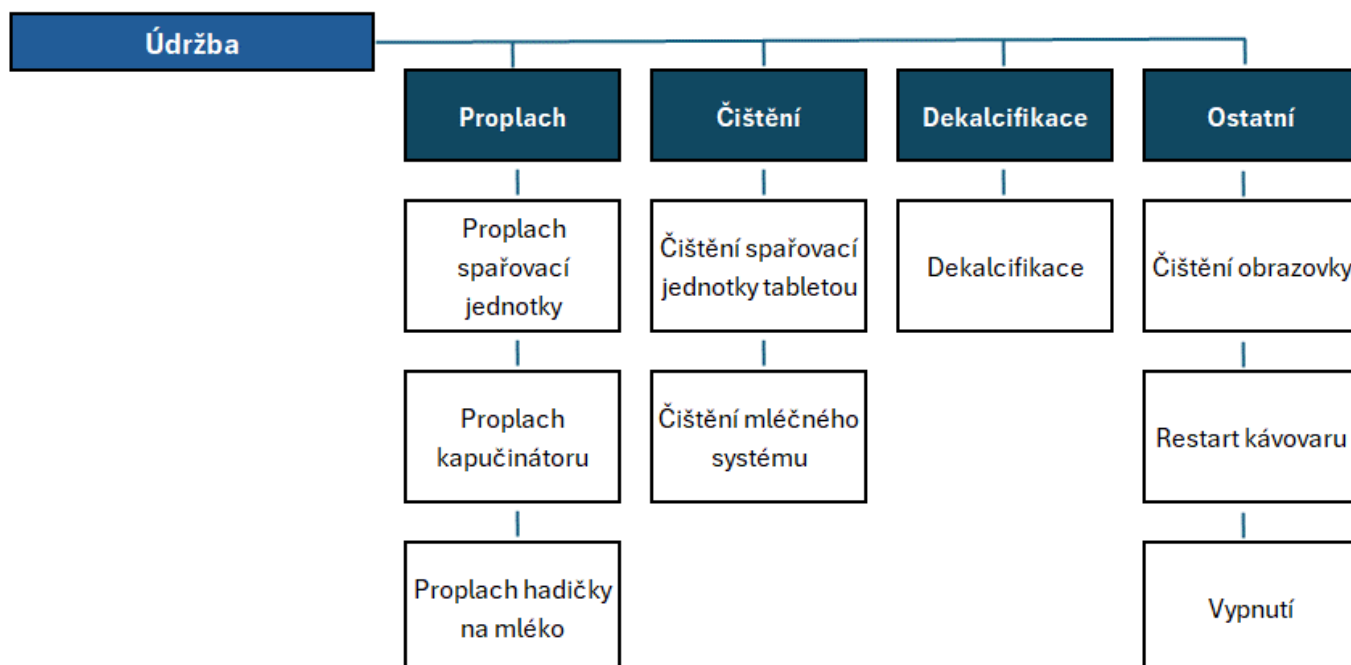 Údržba
Proplach
Čištění
Dekalcifikace
Ostatní
Proplach
spařovací
jednotky
Čištění spařovací
jednotky tabletou
Dekalcifikace
Čištění obrazovky
Proplach
kapučinátoru
Čištění mléčného
systému
Restart kávovaru
Proplach hadičky
na mléko
Vypnutí